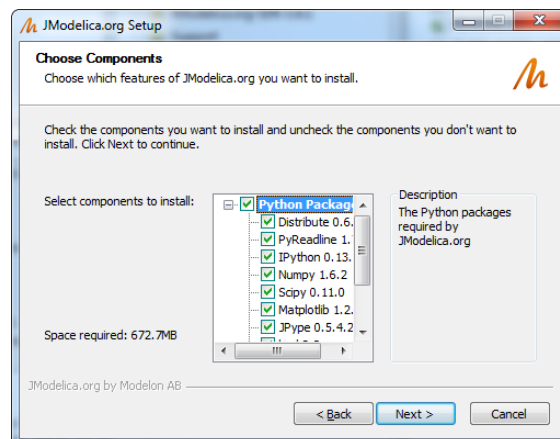 JModelica.org Setup
Choose Components
Choose which features of JModelica.org you want to install.
Check the components you want to install and uncheck the components you don't want to
install. Click Next to continue.
Select components to install:
Python Packag
Distribute 0.6.
PyReadline 1.
IPython 0.13.
Numpy 1.6.2
Scipy 0.11.0
Matplotlib 1.2.
JPype 0.5.4.2
Description
The Python packages
required by
JModelica.org
Space required: 672.7MB
JModelica.org by Modelon AB
< Back
Next >
Cancel